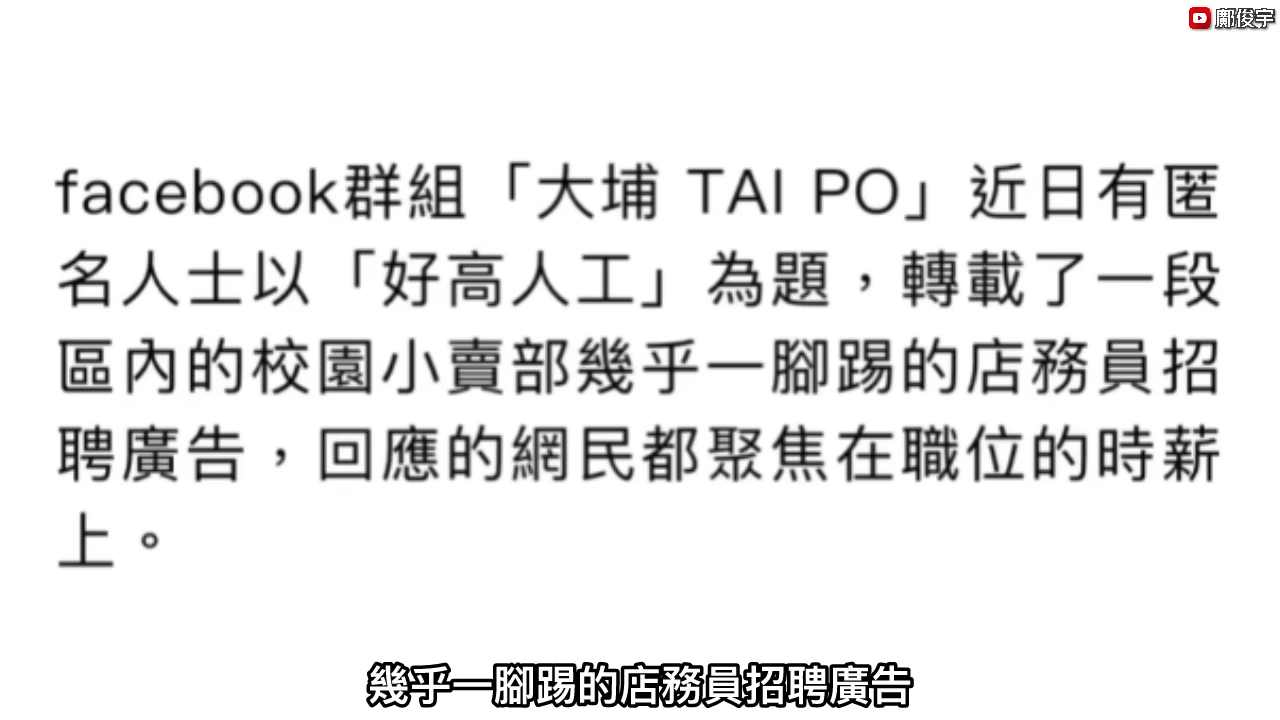 鄺俊宇
facebook群組「大埔 TAI PO」近日有匿
名人士以「好高人工」為題，轉載了一段
區內的校園小賣部幾乎一腳踢的店務員招
聘廣告，回應的網民都聚焦在職位的時薪
上。
幾乎一腳踢的店務員招聘廣告